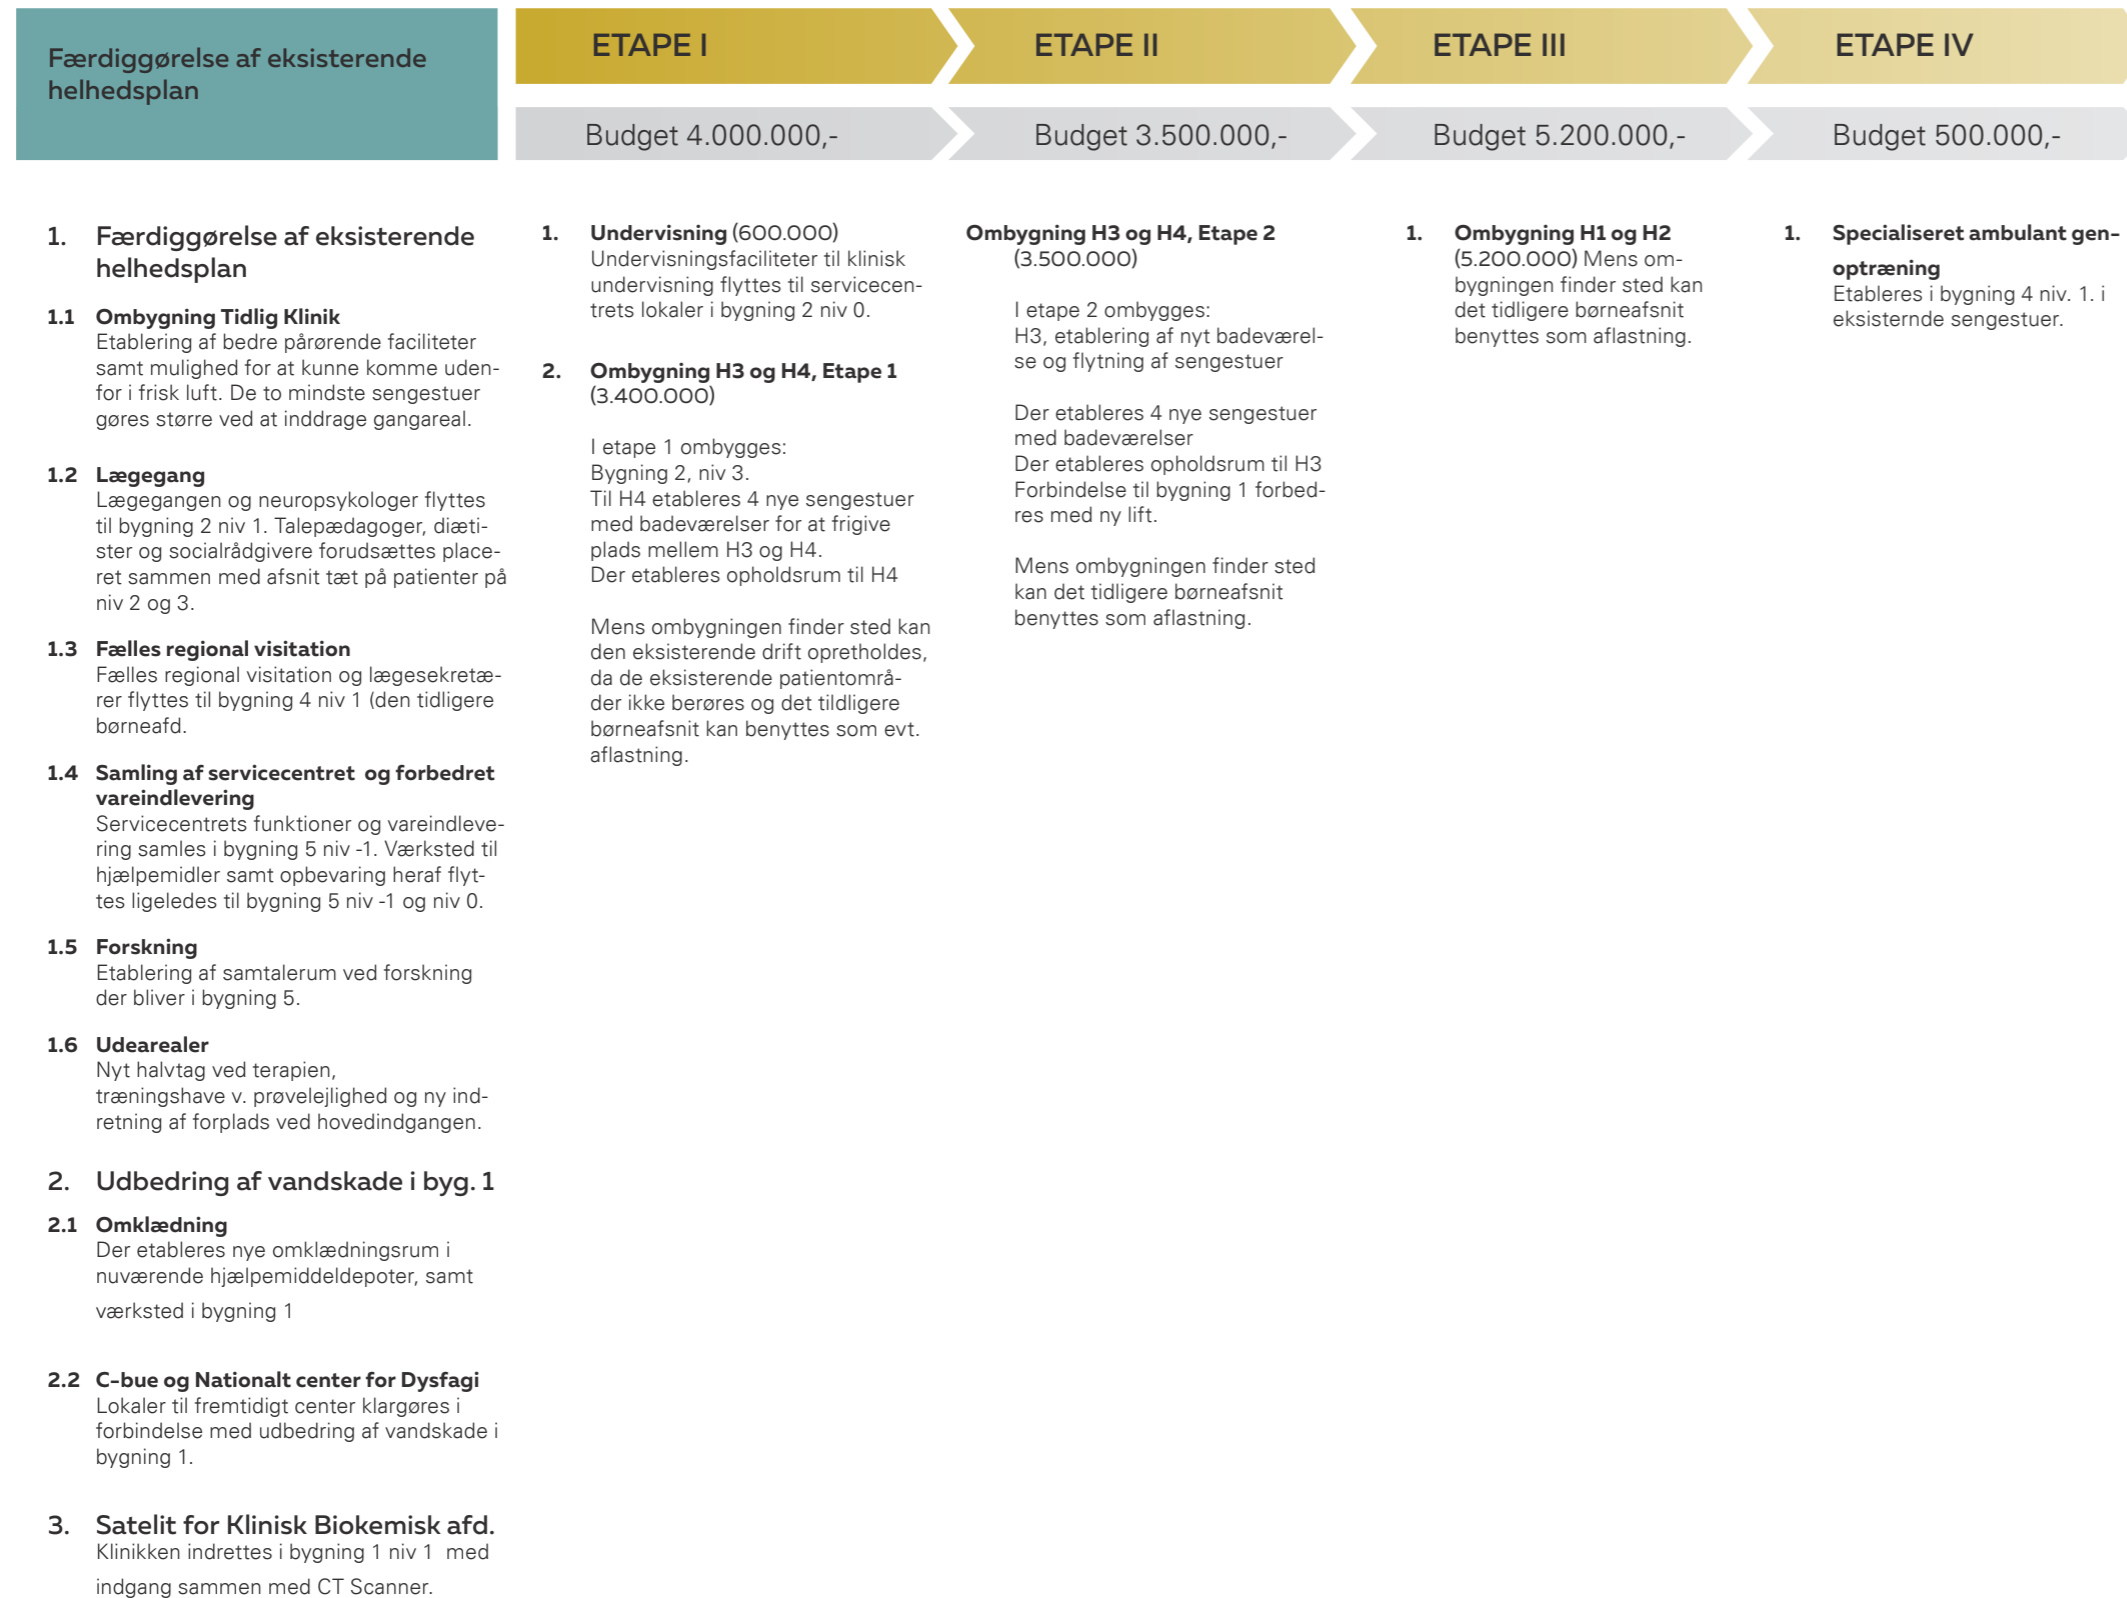 Færdiggørelse af eksisterende
helhedsplan
ETAPE I
ETAPE II
ETAPE III
ETAPE IV
Budget 4.000.000,-
Budget 3.500.000,-
Budget 5.200.000,-
Budget 500.000,-
1. Færdiggørelse af eksisterende
helhedsplan
1.1 Ombygning Tidlig Klinik
Etablering af bedre pårørende faciliteter
samt mulighed for at kunne komme uden-
for i frisk luft. De to mindste sengestuer
gøres større ved at inddrage gangareal.
1.2 Lægegang
Lægegangen og neuropsykologer flyttes
til bygning 2 niv 1. Talepædagoger, diæti-
ster og socialrådgivere forudsættes place-
ret sammen med afsnit tæt på patienter på
niv 2 og 3.
1.3 Fælles regional visitation
Fælles regional visitation og lægesekretæ-
rer flyttes til bygning 4 niv 1 (den tidligere
børneafd.
1.4 Samling af servicecentret og forbedret
vareindlevering
Servicecentrets funktioner og vareindleve-
ring samles i bygning 5 niv -1. Værksted til
hjælpemidler samt opbevaring heraf flyt-
tes ligeledes til bygning 5 niv -1 og niv 0.
1.5 Forskning
Etablering af samtalerum ved forskning
der bliver i bygning 5.
1.6 Udearealer
Nyt halvtag ved terapien,
træningshave v. prøvelejlighed og ny ind-
retning af forplads ved hovedindgangen.
2. Udbedring af vandskade i byg. 1
2.1 Omklædning
Der etableres nye omklædningsrum i
nuværende hjælpemiddeldepoter, samt
værksted i bygning 1
2.2 C-bue og Nationalt center for Dysfagi
Lokaler til fremtidigt center klargøres i
forbindelse med udbedring af vandskade i
bygning 1.
3. Satelit for Klinisk Biokemisk afd.
Klinikken indrettes i bygning 1 niv 1 med
indgang sammen med CT Scanner.
1. Undervisning (600.000)
Undervisningsfaciliteter til klinisk
undervisning flyttes til servicecen-
trets lokaler i bygning 2 niv 0.
2. Ombygning H3 og H4, Etape 1
(3.400.000)
I etape 1 ombygges:
Bygning 2, niv 3.
Til H4 etableres 4 nye sengestuer
med badeværelser for at frigive
plads mellem H3 og H4.
Der etableres opholdsrum til H4
Mens ombygningen finder sted kan
den eksisterende drift opretholdes,
da de eksisterende patientområ-
der ikke berøres og det tildligere
børneafsnit kan benyttes som evt.
aflastning.
Ombygning H3 og H4, Etape 2
(3.500.000)
I etape 2 ombygges:
H3, etablering af nyt badeværel-
se og flytning af sengestuer
Der etableres 4 nye sengestuer
med badeværelser
Der etableres opholdsrum til H3
Forbindelse til bygning 1 forbed-
res med ny lift.
Mens ombygningen finder sted
kan det tidligere børneafsnit
benyttes som aflastning.
1. Ombygning H1 og H2
(5.200.000) Mens om-
bygningen finder sted kan
det tidligere børneafsnit
benyttes som aflastning.
1. Specialiseret ambulant gen-
optræning
Etableres i bygning 4 niv. 1. i
eksisternde sengestuer.